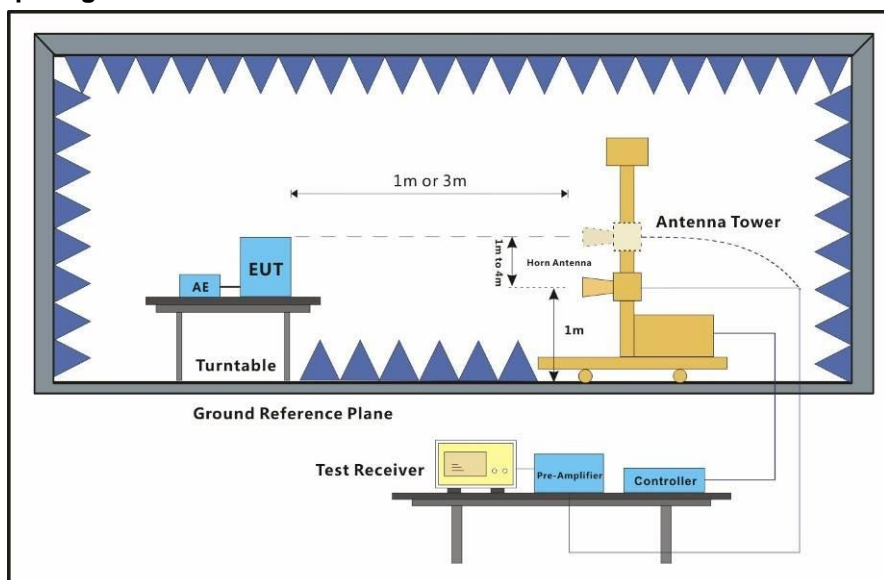 1m or 3m
Antenna Tower
1m to 4m
Horn Antenna
EUT
AE
1m
Turntable
Ground Reference Plane
Test Receiver
Pre-Amplifier
Controller